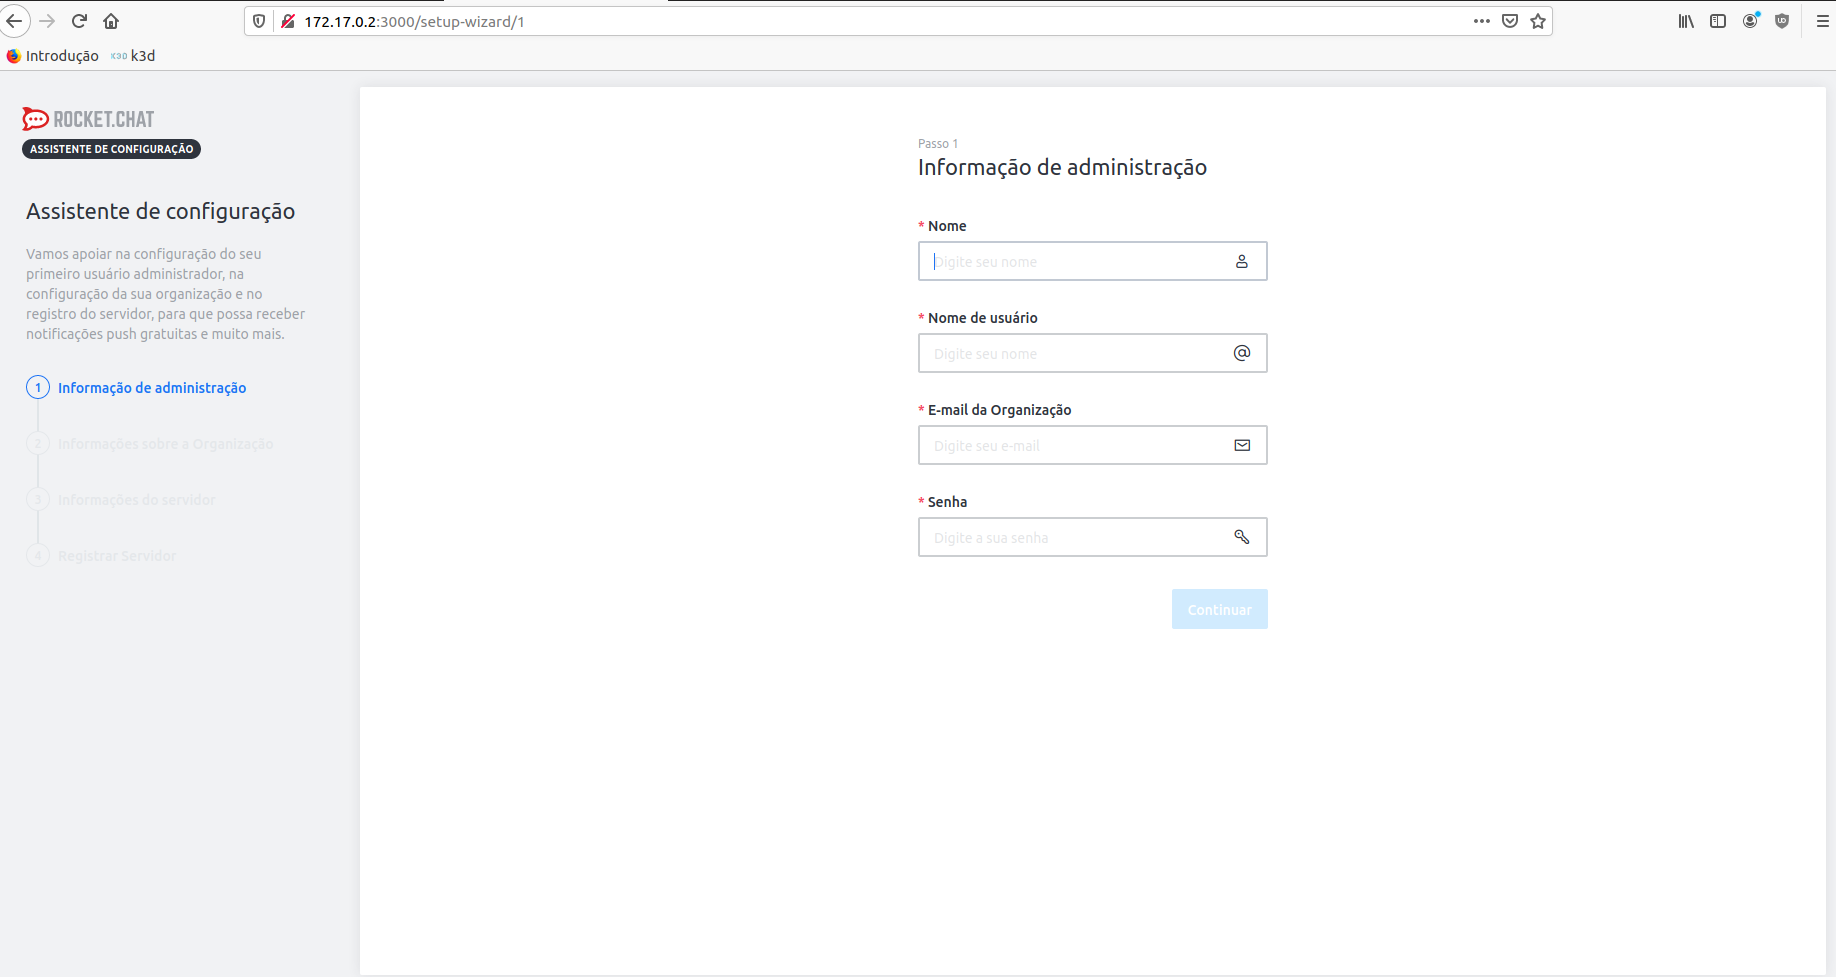 172.17.0.2:3000/setup-wizard/1
Introdução
k3d
k3d
ROCKET.CHAT
ASSISTENTE DE CONFIGURAÇÃO
Assistente de configuração
Vamos apoiar na configuração do seu
primeiro usuário administrador, na
configuração da sua organização e no
registro do servidor, para que possa receber
notificações push gratuitas e muito mais.
1 Informação de administração
2 Informações sobre a Organização
3 Informações do servidor
4 Registrar Servidor
Passo 1
Informação de administração
* Nome
Digite seu nome
* Nome de usuário
Digite seu nome
@
* E-mail da Organização
Digite seu e-mail
* Senha
Digite a sua senha
Continuar